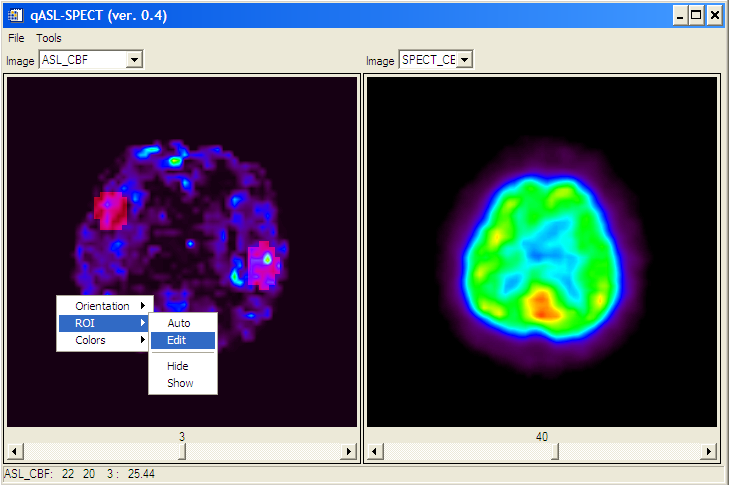 qASL-SPECT (ver. 0.4)
File Tools
Image ASL_CBF Image SPECT_CE
Orientation
ROI
Colors
Auto
Edit
Hide
Show
3 40
ASL_CBF: 22 20 3 : 25.44